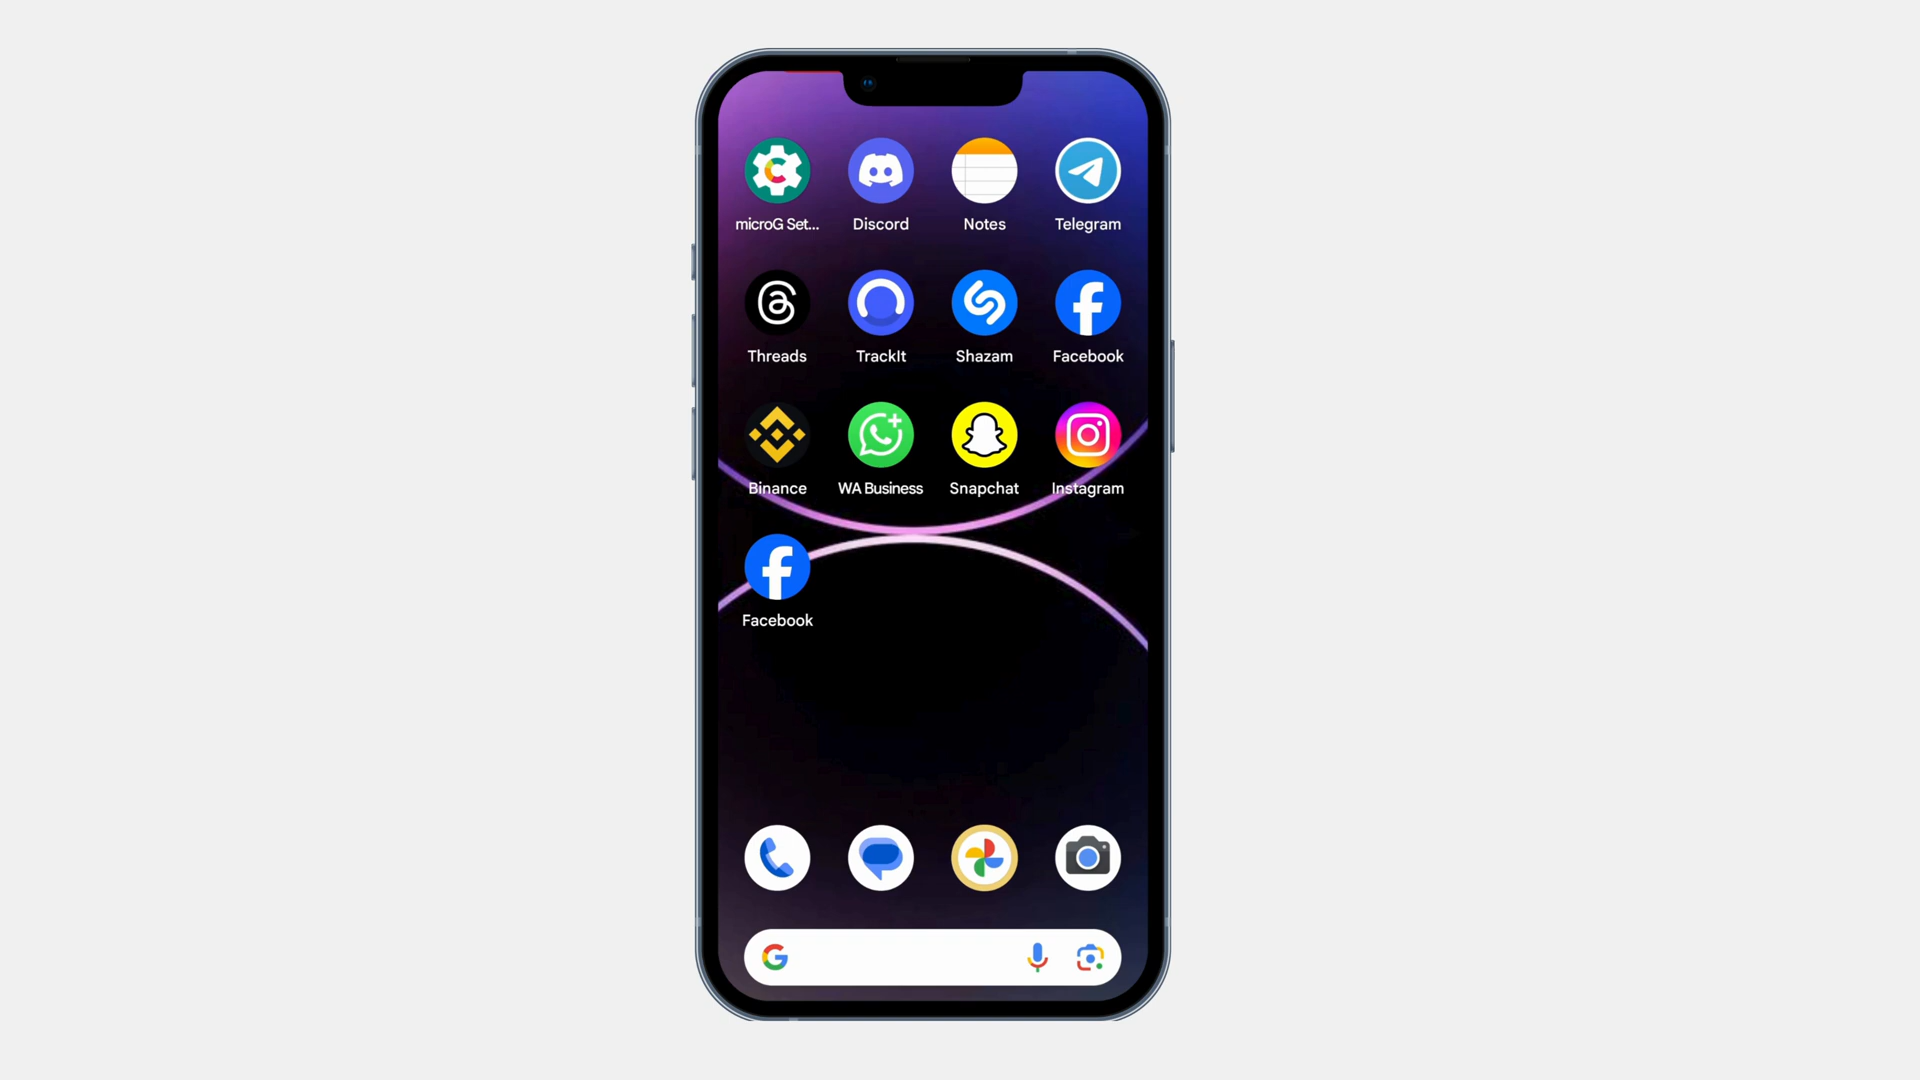 microG Set...
Discord
Notes
Telegram
Threads
TrackIt
Shazam
Facebook
Binance
WA Business
Snapchat
Instagram
Facebook